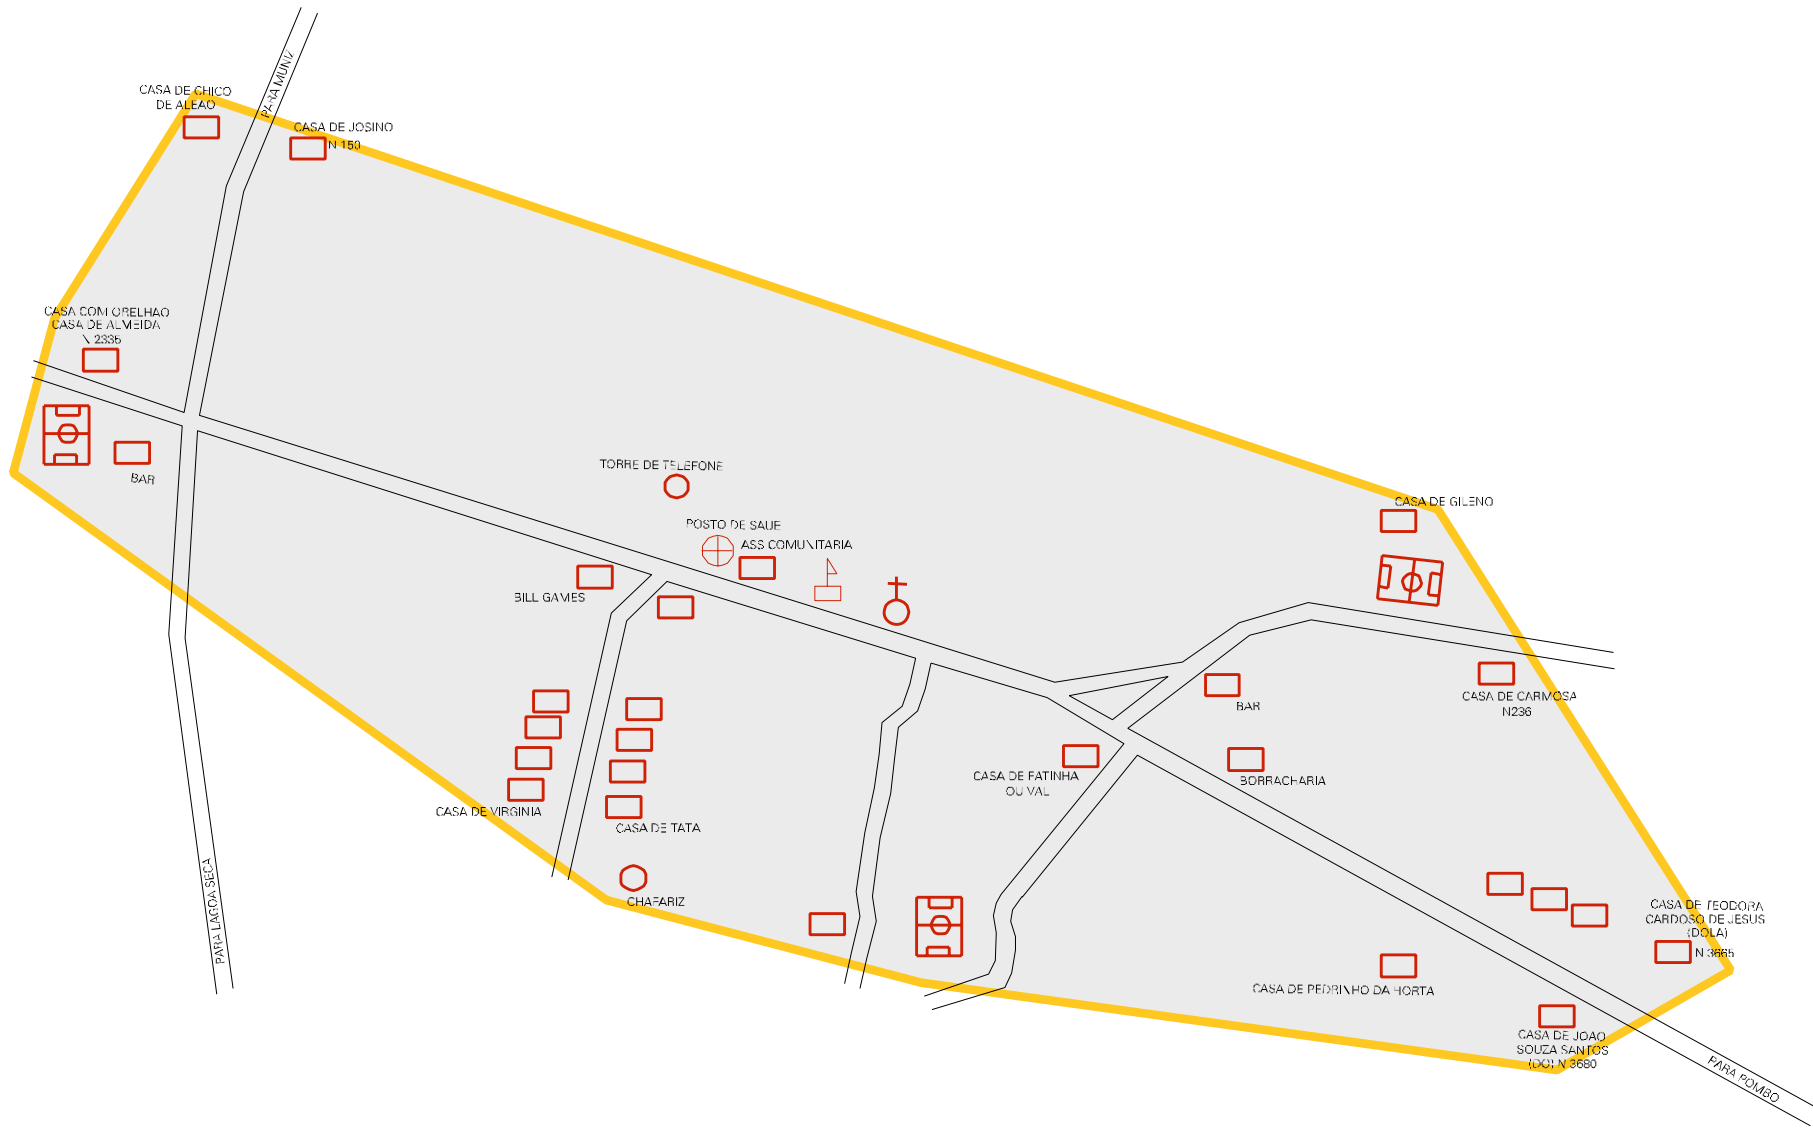 PARA MUNIZ
CASA DE CHICO
DE ALEAO
CASA DE JOSINO
N 150
CASA COM ORELHAO
CASA DE ALMEIDA
N 2335
BAR
TORRE DE TELEFONE
POSTO DE SAUE
ASS COMUNITARIA
BILL GAMES
CASA DE GILENO
CASA DE CARMOSA
N236
BAR
BORRACHARIA
CASA DE FATINHA
OU VAL
CASA DE VIRGINIA
CASA DE TATA
CHAFARIZ
PARA LAGOA SECA
CASA DE TEODORA
CARDOSO DE JESUS
(DOLA)
N 3665
CASA DE PEDRINHO DA HORTA
CASA DE JOAO
SOUZA SANTOS
(DO) N 3680
PARA POMBO